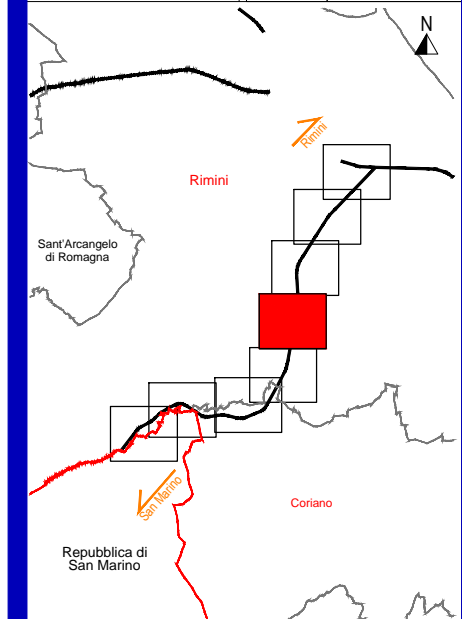 N
Rimini
Rimini
Sant'Arcangelo
di Romagna
San Marino
Coriano
Repubblica di
San Marino